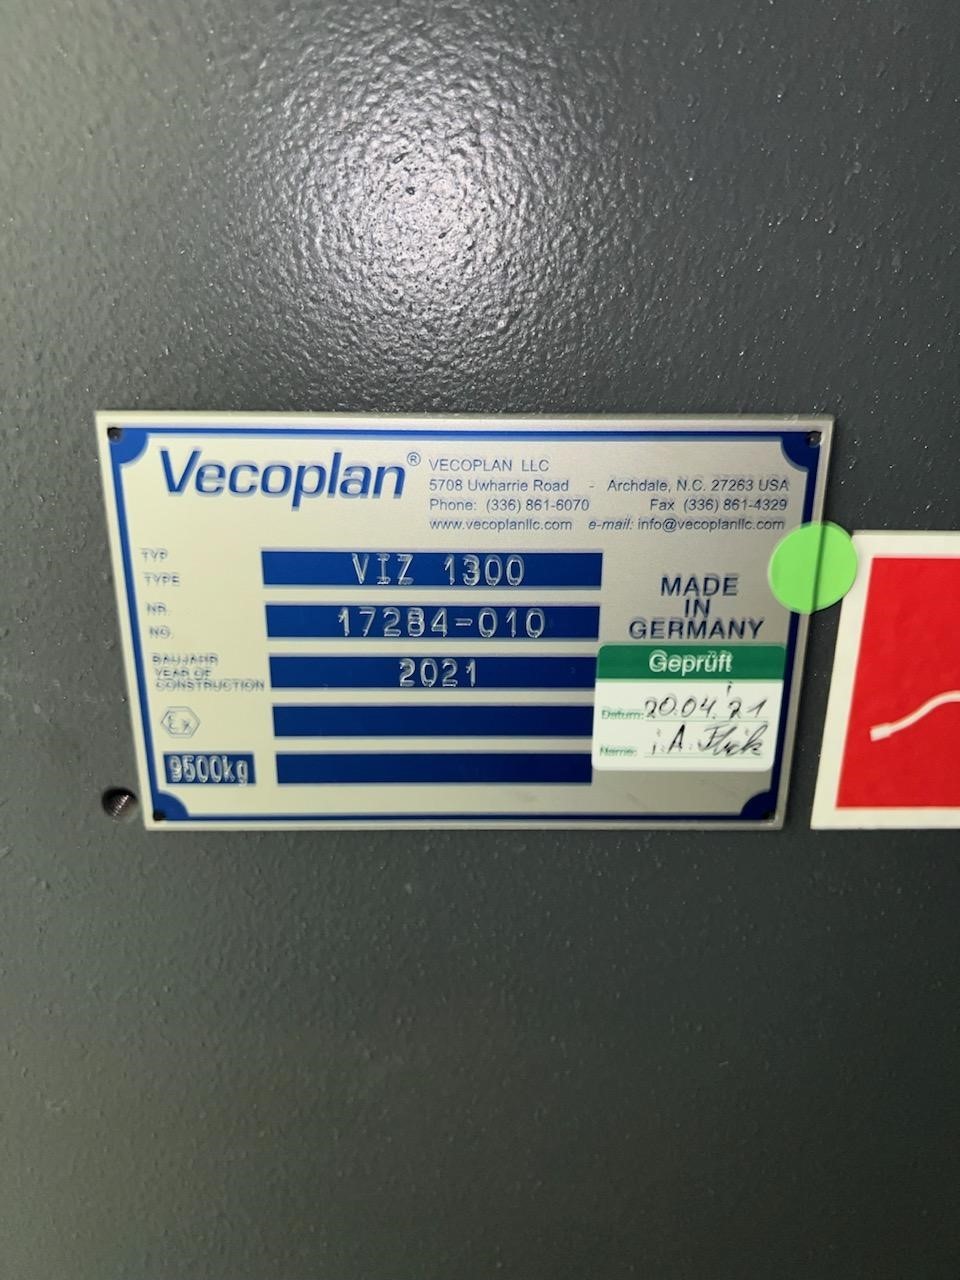 Vecoplan®
VECOPLAN LLC
5708 Uwharrie Road - Archdale, N.C. 27263 USA
Phone: (336) 861-6070 Fax (336) 861-4329
www.vecoplanllc.com e-mail: info@vecoplanllc.com
TYP
TYPE
VIZ 1300
NR.
NO.
17284-010
BAUJAHR
YEAR OF
CONSTRUCTION
2021
MADE
IN
GERMANY
Geprüft
Datum: 20.04.21
Name: i.A.
Ex
9500kg